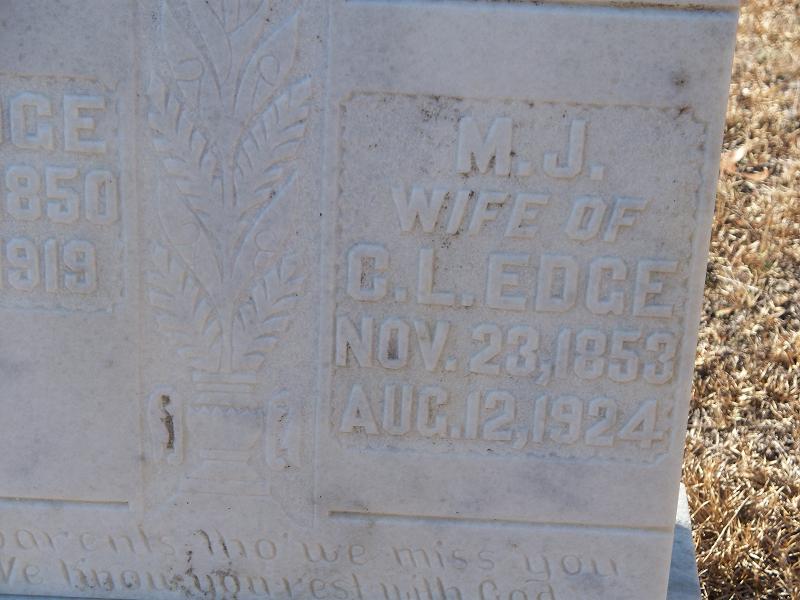 DGE
1850
1919
M.J.
WIFE OF
C.L. EDGE
NOV. 23, 1853
AUG. 12, 1924
parents, tho' we miss you
We know you rest with God